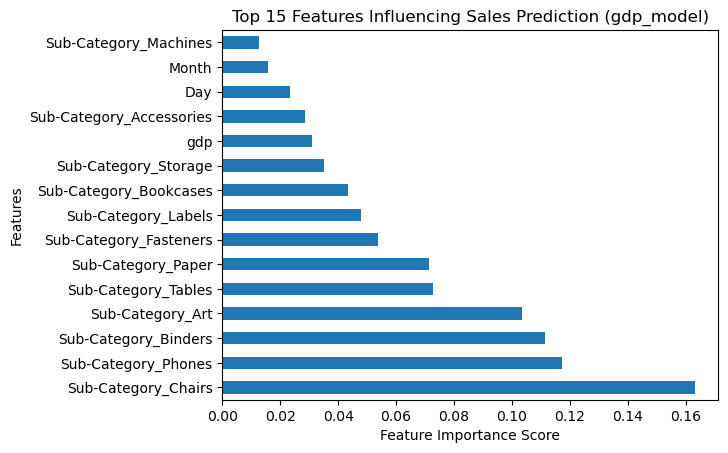 Top 15 Features Influencing Sales Prediction (gdp_model)
Sub-Category_Machines
Month
Day
Sub-Category_Accessories
gdp
Sub-Category_Storage
Sub-Category_Bookcases
Sub-Category_Labels
Sub-Category_Fasteners
Sub-Category_Paper
Sub-Category_Tables
Sub-Category_Art
Sub-Category_Binders
Sub-Category_Phones
Sub-Category_Chairs
Features
0.00 0.02 0.04 0.06 0.08 0.10 0.12 0.14 0.16
Feature Importance Score